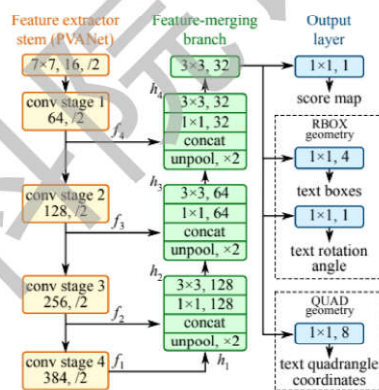 Feature extractor
stem (PVANet)
7×7, 16, /2
conv stage 1
64, /2
f4
conv stage 2
128, /2
f3
conv stage 3
256, /2
f2
conv stage 4
384, /2
f1
Feature-merging
branch
3×3, 32
h4
3×3, 32
1×1, 32
concat
unpool, ×2
h3
3×3, 64
1×1, 64
concat
unpool, ×2
h2
3×3, 128
1×1, 128
concat
unpool, ×2
h1
Output
layer
1×1, 1
score map
RBOX
geometry
1×1, 4
text boxes
1×1, 1
text rotation
angle
QUAD
geometry
1×1, 8
text quadrangle
coordinates